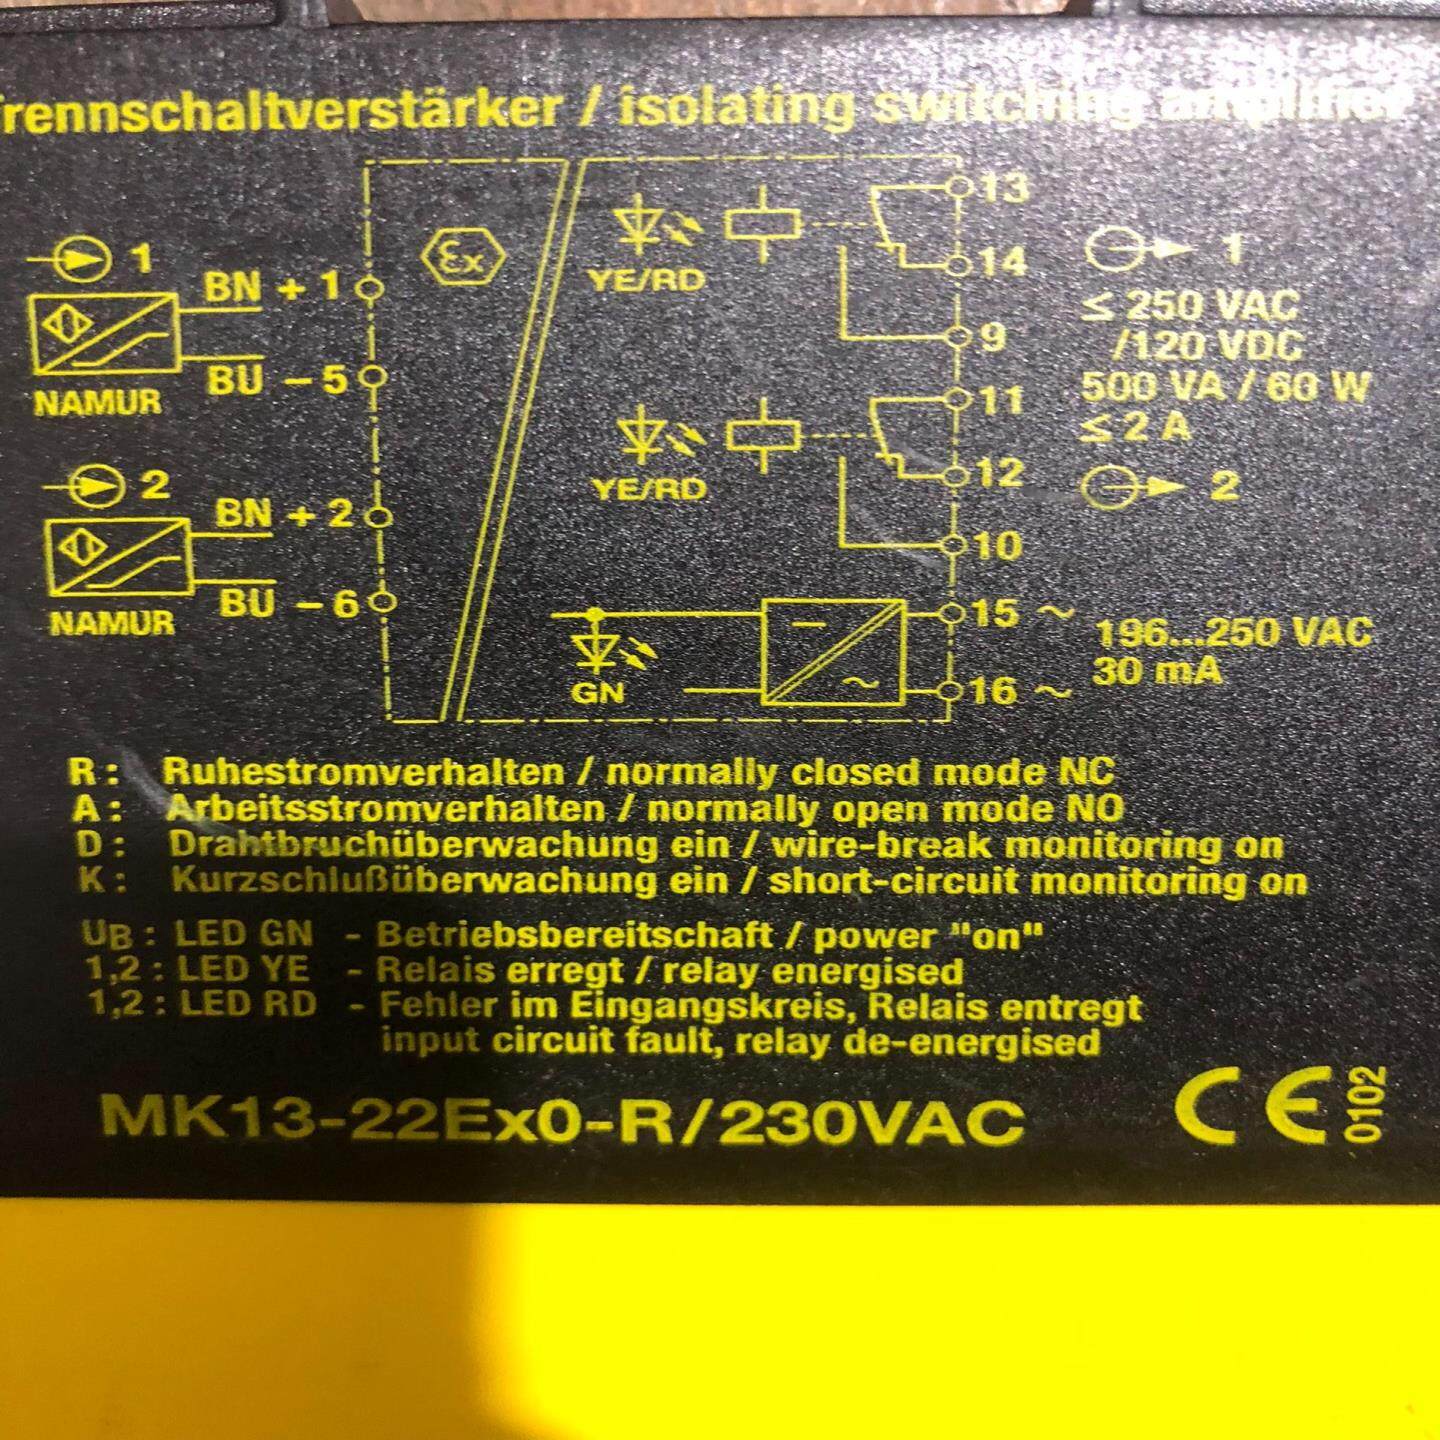 Trennschaltverstärker / isolating switching amplifier
13
1
Ex
YE/RD
14
1
BN + 1
≤ 250 VAC
9
/120 VDC
BU – 5
11
500 VA / 60 W
NAMUR
≤ 2 A
YE/RD
12
2
2
BN + 2
10
BU – 6
15 ~
196...250 VAC
NAMUR
GN
~
16 ~
30 mA
R: Ruhestromverhalten / normally closed mode NC
A: Arbeitsstromverhalten / normally open mode NO
D: Drahtbruchüberwachung ein / wire-break monitoring on
K: Kurzschlußüberwachung ein / short-circuit monitoring on
UB: LED GN - Betriebsbereitschaft / power "on"
1,2: LED YE - Relais erregt / relay energised
1,2: LED RD - Fehler im Eingangskreis, Relais entregt
input circuit fault, relay de-energised
MK13-22Ex0-R/230VAC
CE 0102